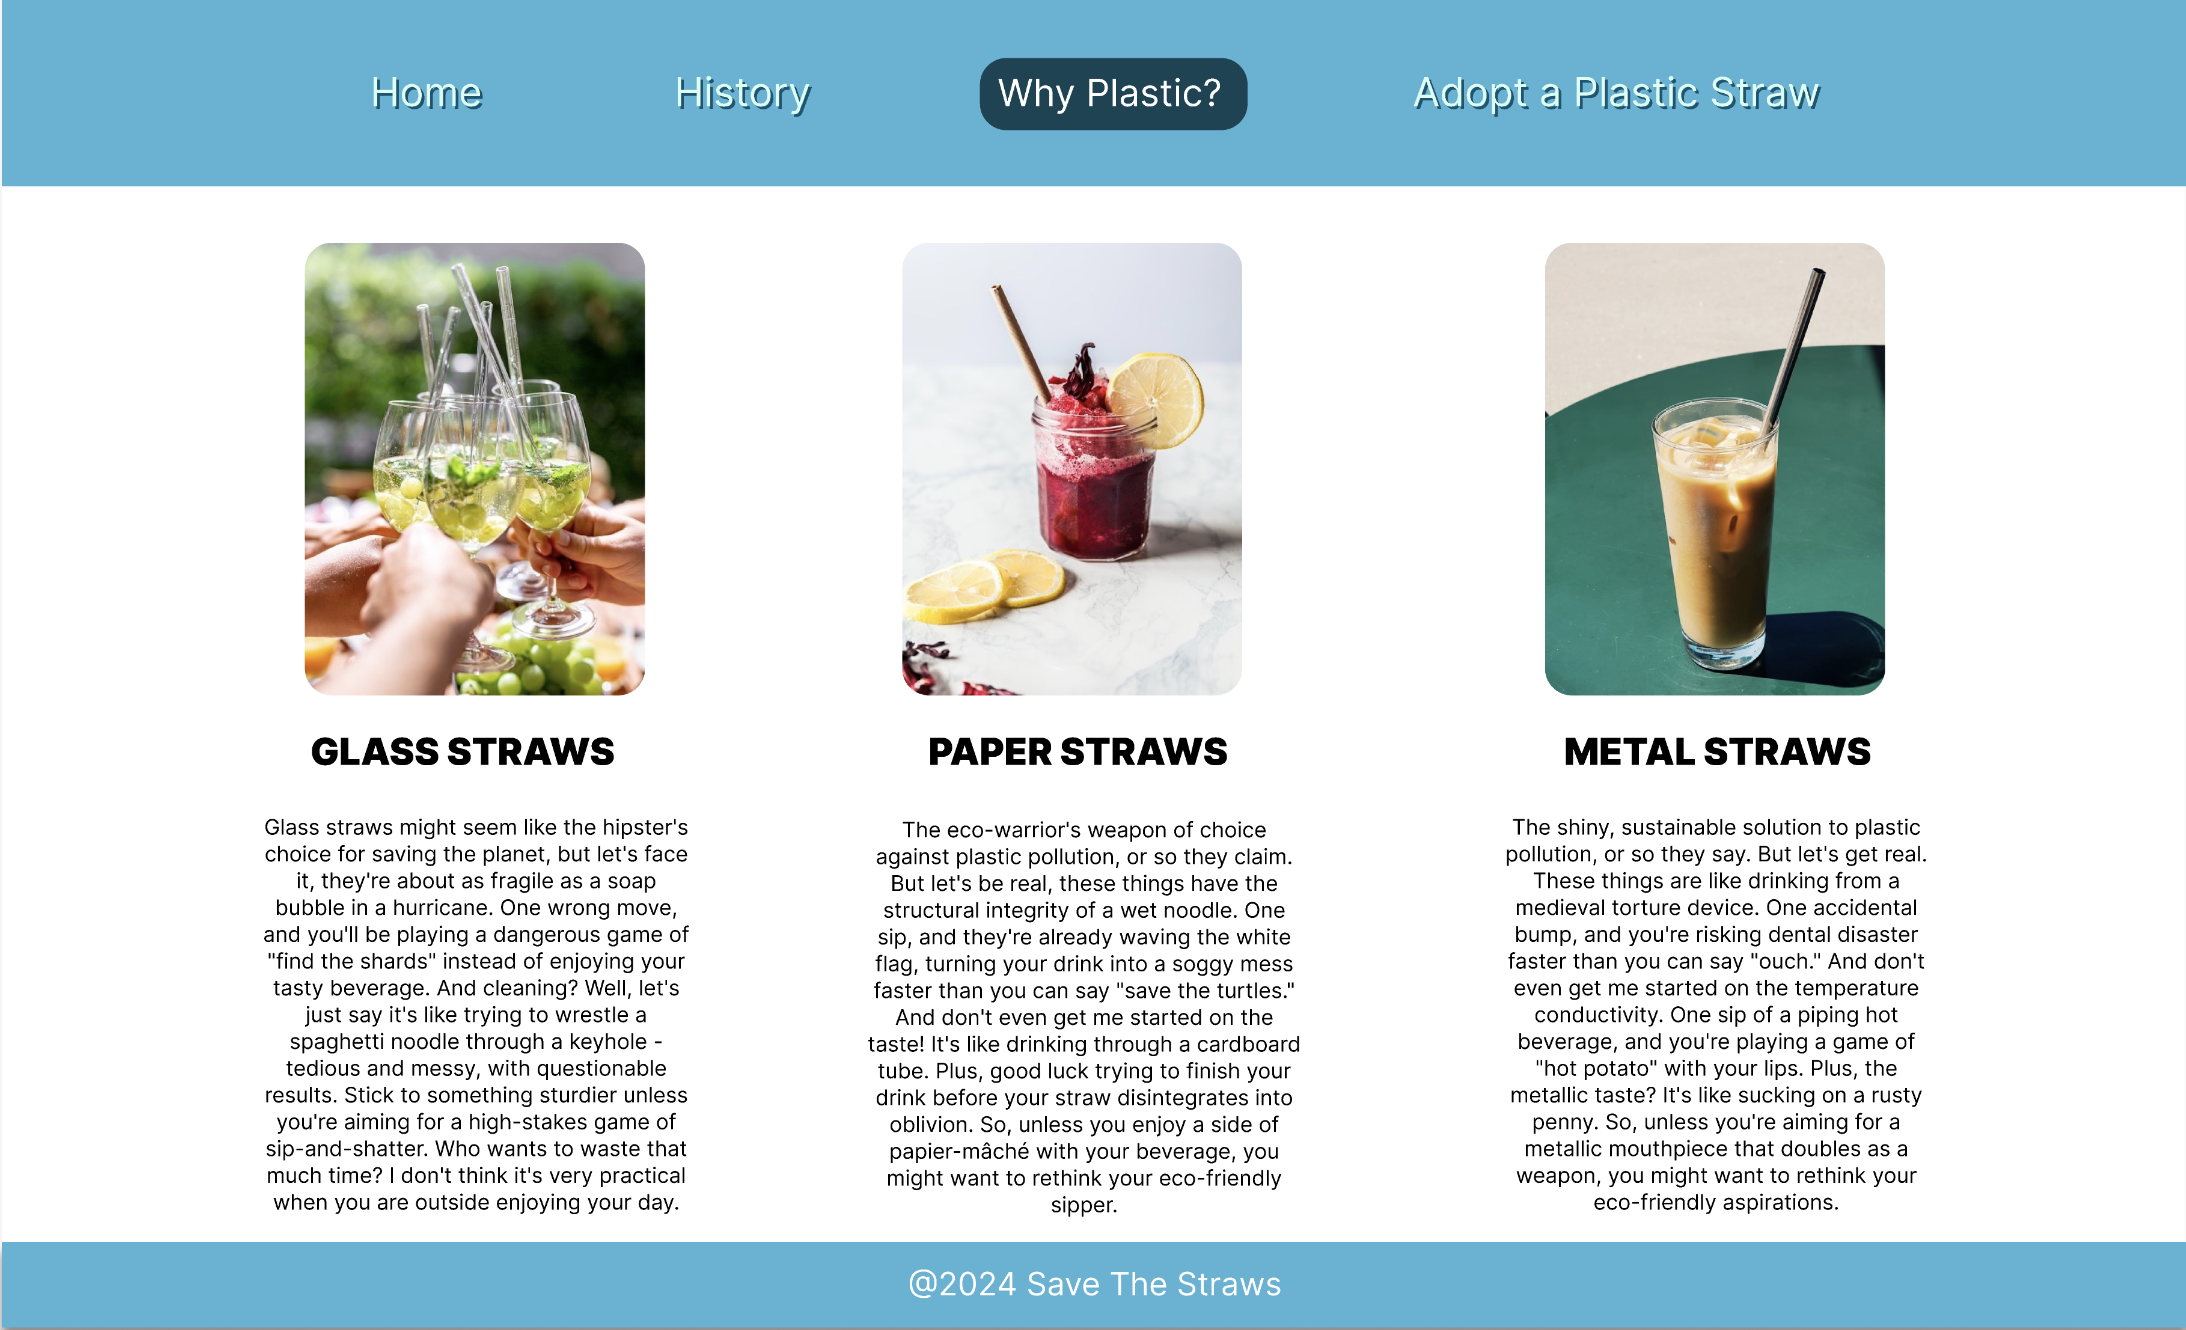 Home
History
Why Plastic?
Adopt a Plastic Straw
GLASS STRAWS
Glass straws might seem like the hipster's
choice for saving the planet, but let's face
it, they're about as fragile as a soap
bubble in a hurricane. One wrong move,
and you'll be playing a dangerous game of
"find the shards" instead of enjoying your
tasty beverage. And cleaning? Well, let's
just say it's like trying to wrestle a
spaghetti noodle through a keyhole -
tedious and messy, with questionable
results. Stick to something sturdier unless
you're aiming for a high-stakes game of
sip-and-shatter. Who wants to waste that
much time? I don't think it's very practical
when you are outside enjoying your day.
PAPER STRAWS
The eco-warrior's weapon of choice
against plastic pollution, or so they claim.
But let's be real, these things have the
structural integrity of a wet noodle. One
sip, and they're already waving the white
flag, turning your drink into a soggy mess
faster than you can say "save the turtles."
And don't even get me started on the
taste! It's like drinking through a cardboard
tube. Plus, good luck trying to finish your
drink before your straw disintegrates into
oblivion. So, unless you enjoy a side of
papier-mâché with your beverage, you
might want to rethink your eco-friendly
sipper.
METAL STRAWS
The shiny, sustainable solution to plastic
pollution, or so they say. But let's get real.
These things are like drinking from a
medieval torture device. One accidental
bump, and you're risking dental disaster
faster than you can say "ouch." And don't
even get me started on the temperature
conductivity. One sip of a piping hot
beverage, and you're playing a game of
"hot potato" with your lips. Plus, the
metallic taste? It's like sucking on a rusty
penny. So, unless you're aiming for a
metallic mouthpiece that doubles as a
weapon, you might want to rethink your
eco-friendly aspirations.
@2024 Save The Straws